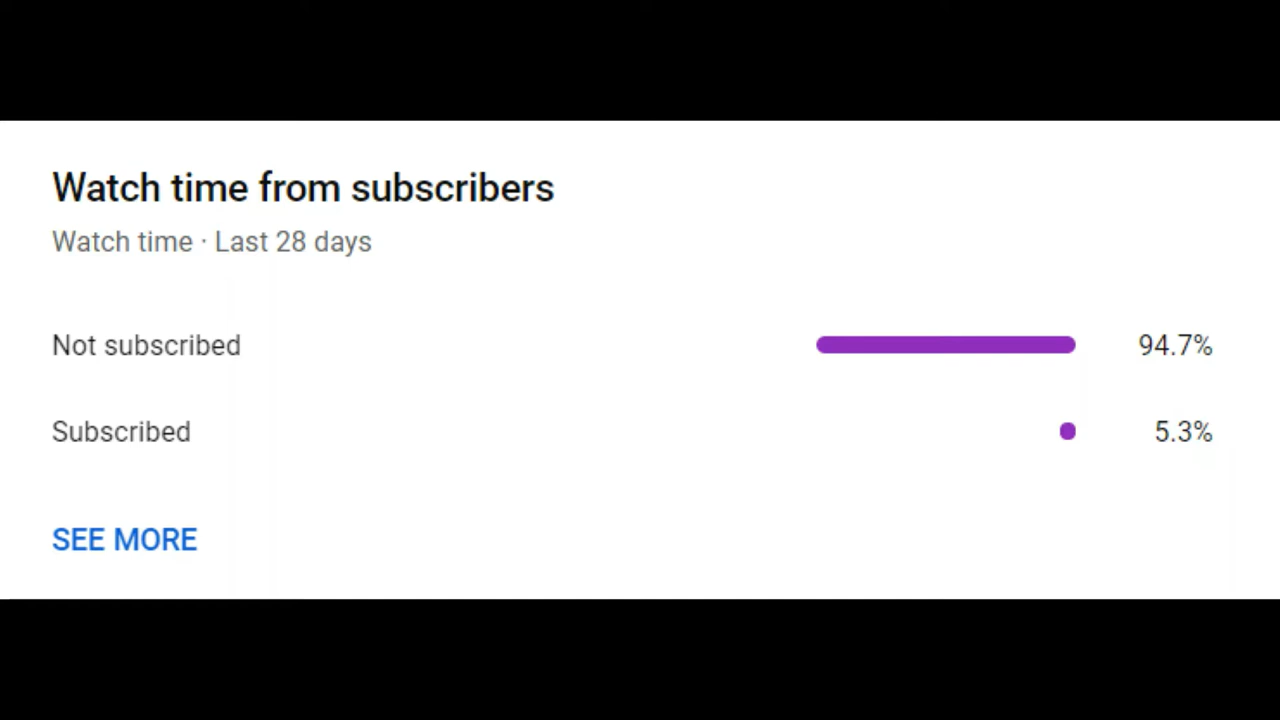 Watch time from subscribers
Watch time · Last 28 days
Not subscribed 94.7%
Subscribed 5.3%
SEE MORE